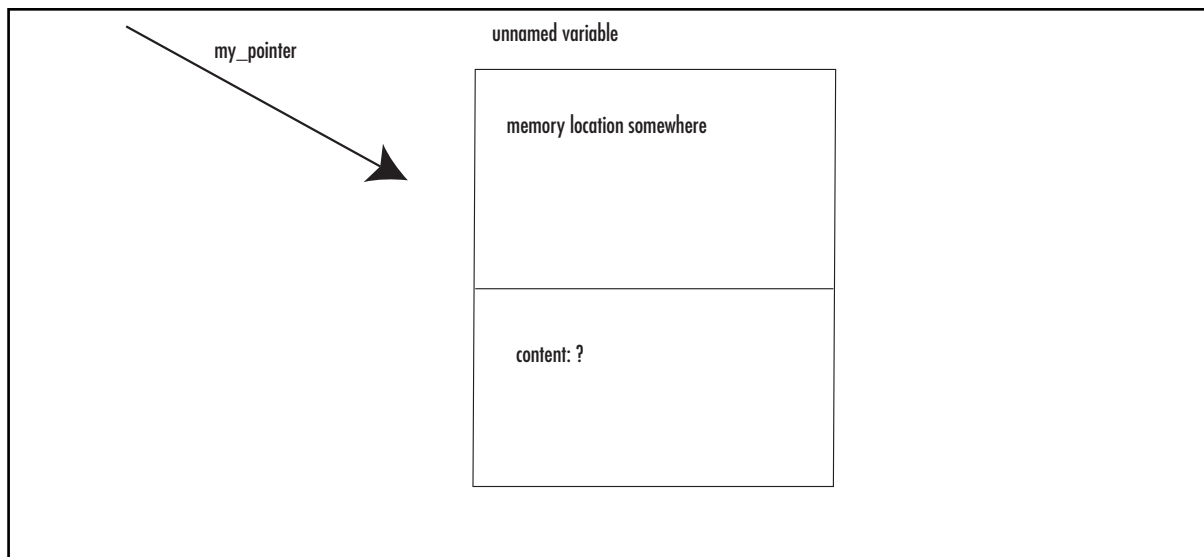 unnamed variable
my_pointer
memory location somewhere
content: ?